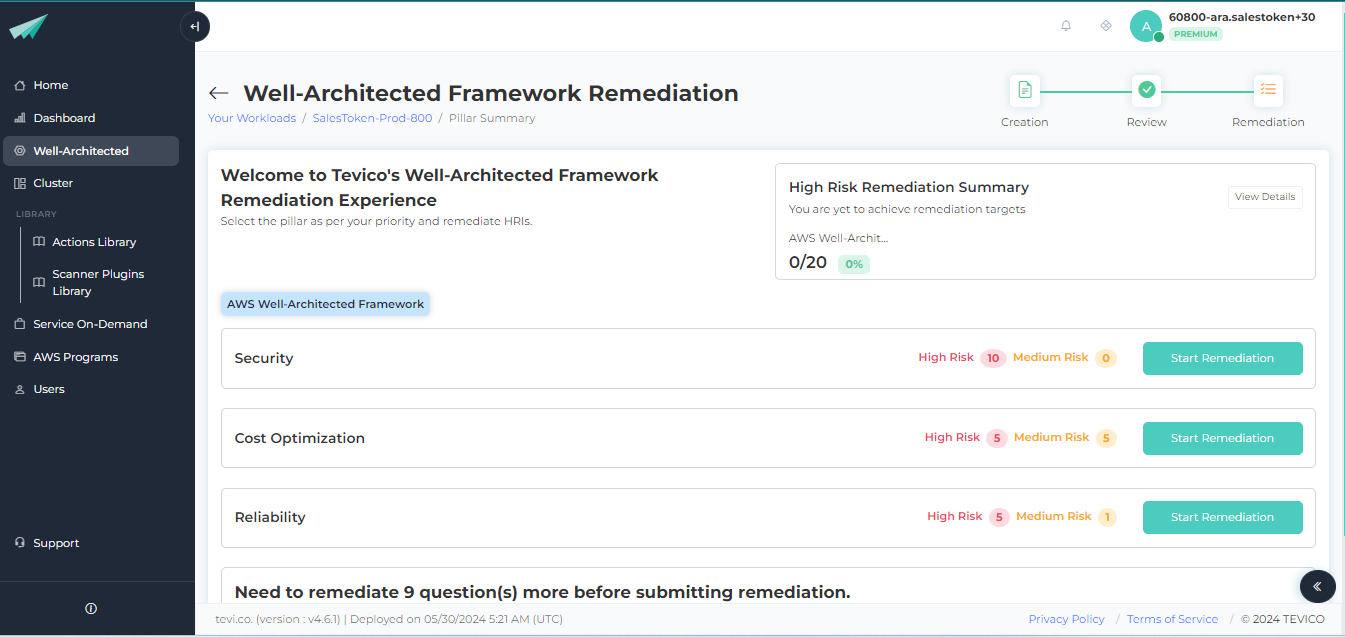 60800-ara.salestoken+30
A
PREMIUM
Home
Dashboard
Well-Architected
Cluster
LIBRARY
Actions Library
Scanner Plugins
Library
Service On-Demand
AWS Programs
Users
Support
Well-Architected Framework Remediation
Your Workloads / SalesToken-Prod-800 / Pillar Summary
Creation
Review
Remediation
Welcome to Tevico's Well-Architected Framework
Remediation Experience
Select the pillar as per your priority and remediate HRIs.
High Risk Remediation Summary
You are yet to achieve remediation targets
View Details
AWS Well-Archit...
0/20 0%
AWS Well-Architected Framework
Security High Risk 10 Medium Risk 0 Start Remediation
Cost Optimization High Risk 5 Medium Risk 5 Start Remediation
Reliability High Risk 5 Medium Risk 1 Start Remediation
Need to remediate 9 question(s) more before submitting remediation.
tevi.co. (version : v4.6.1) | Deployed on 05/30/2024 5:21 AM (UTC)
Privacy Policy / Terms of Service / © 2024 TEVICO